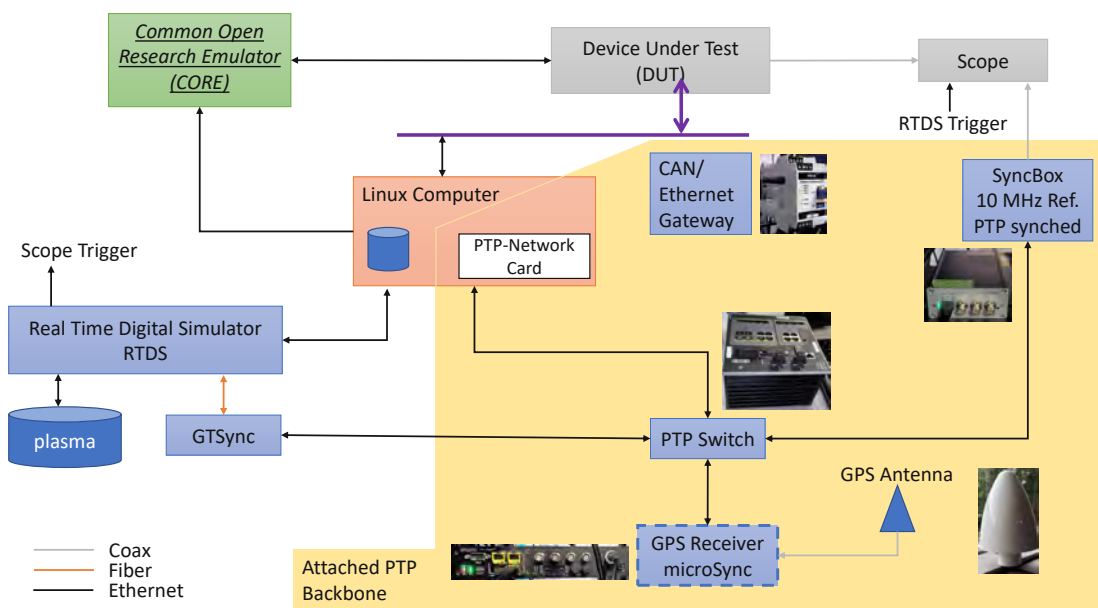 Common Open
Research Emulator
(CORE)
Device Under Test
(DUT)
Scope
RTDS Trigger
CAN/
Ethernet
Gateway
SyncBox
10 MHz Ref.
PTP synched
Linux Computer
PTP-Network
Card
Scope Trigger
Real Time Digital Simulator
RTDS
plasma
GTSync
PTP Switch
GPS Antenna
GPS Receiver
microSync
Coax
Fiber
Ethernet
Attached PTP
Backbone